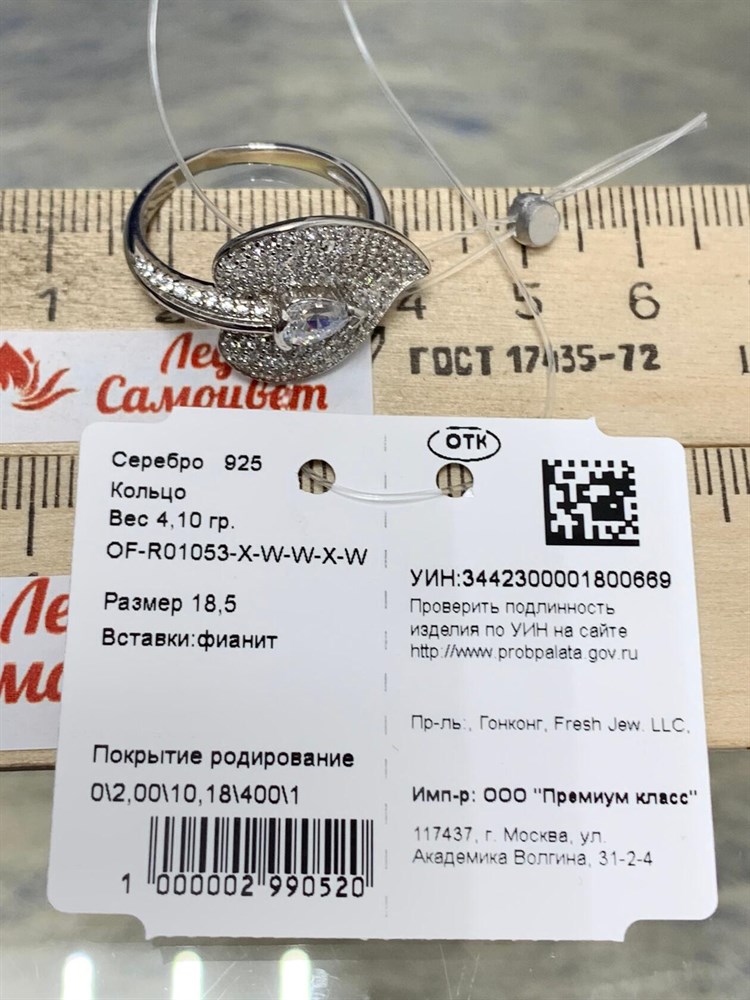 1 2 4 5 6
ГОСТ 17435-72
Самоцвет
ОТК
Серебро 925
Кольцо
Вес 4,10 гр.
OF-R01053-X-W-W-X-W
Размер 18,5
Вставки:фианит
Покрытие родирование
0\2,00\10,18\400\1
1 000002 990520
УИН:3442300001800669
Проверить подлинность
изделия по УИН на сайте
http://www.probpalata.gov.ru
Пр-ль:, Гонконг, Fresh Jew. LLC,
Имп-р: ООО "Премиум класс"
117437, г. Москва, ул.
Академика Волгина, 31-2-4